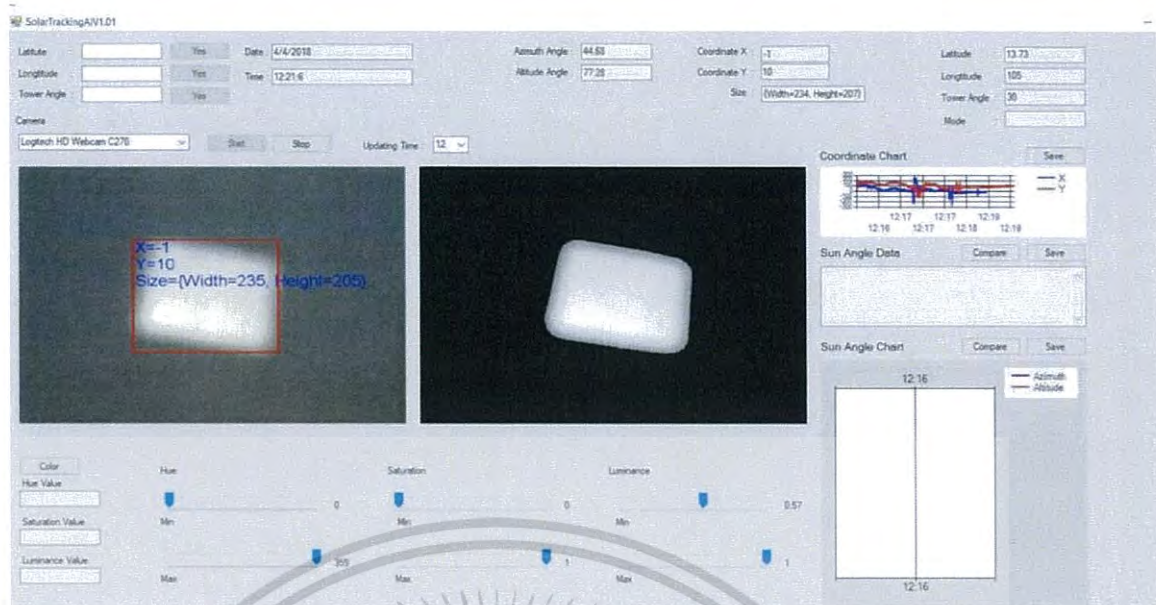 SolarTrackingAiV1.01
Latitute Yes Date 4/4/2018 Azimuth Angle 44.68 Coordinate X -1 Latitude 13.73
Longtitude Yes Time 12:21:6 Altitude Angle 77.28 Coordinate Y 10 Longtitude 105
Tower Angle Yes Size {Width=234, Height=207} Tower Angle 30
Camera Mode
Logitech HD Webcam C270 Start Stop Updating Time 12
Coordinate Chart Save
X
Y
12:17 12:17 12:19
12:16 12:17 12:18 12:19
X=-1
Y=10
Size={Width=235, Height=205}
Sun Angle Data Compare Save
Sun Angle Chart Compare Save
12:16
Azimuth
Altitude
12:16
Color Hue Saturation Luminance
Hue Value
0 0 0.57
Saturation Value Min Min Min
Luminance Value 359 1 1
Max Max Max